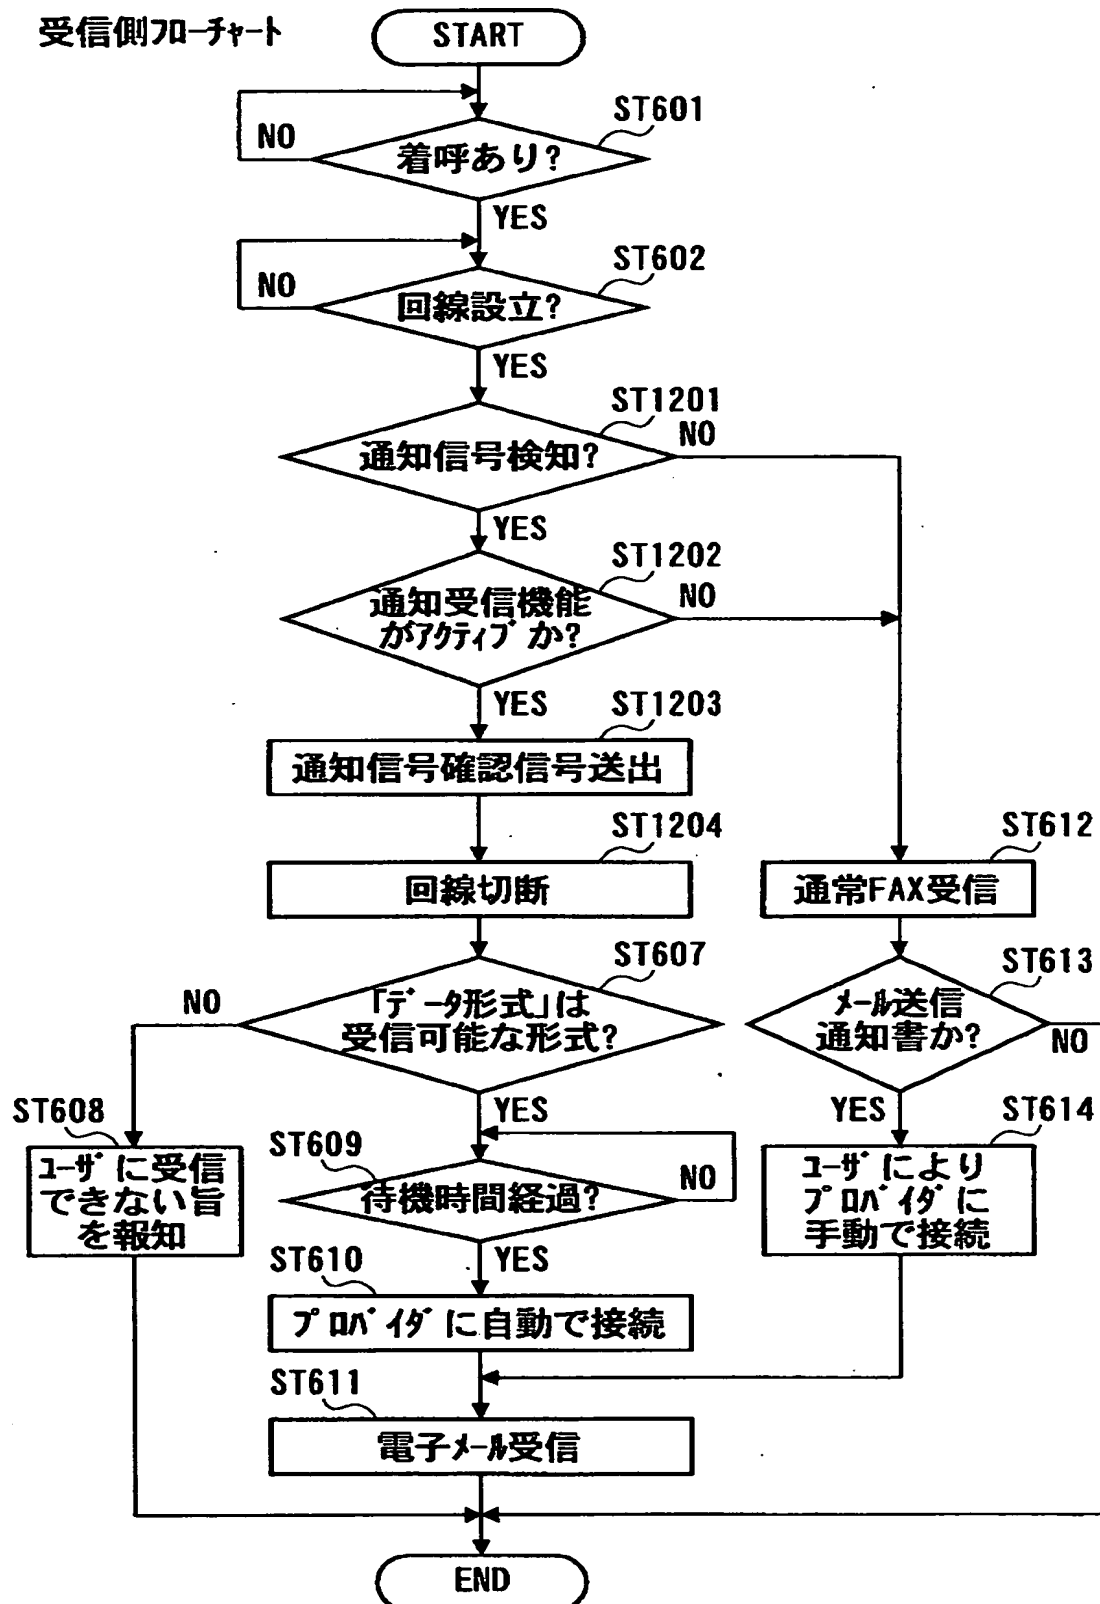 受信側フローチャート
START
ST601
着呼あり?
NO
YES
ST602
回線設立?
NO
YES
ST1201
通知信号検知?
NO
YES
ST1202
通知受信機能
がアクティブか?
NO
YES
ST1203
通知信号確認信号送出
ST1204
回線切断
ST612
通常FAX受信
ST607
「データ形式」は
受信可能な形式?
NO
YES
ST613
メール送信
通知書か?
NO
YES
ST608
ユーザに受信
できない旨
を報知
ST609
待機時間経過?
NO
YES
ST614
ユーザにより
プロバイダに
手動で接続
ST610
プロバイダに自動で接続
ST611
電子メール受信
END